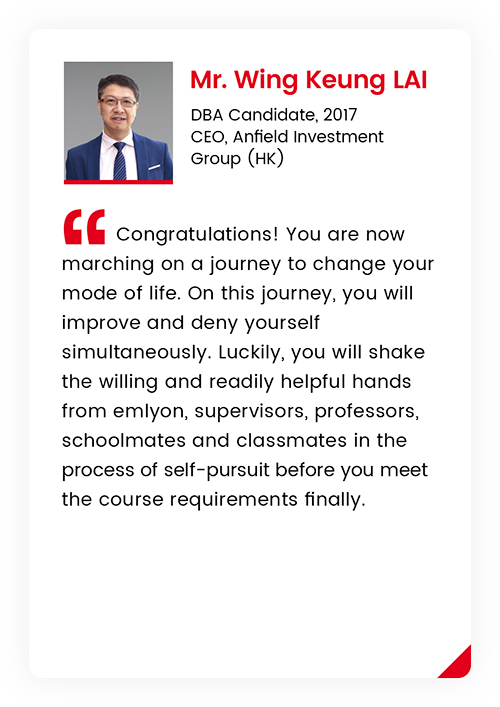 Mr. Wing Keung LAI
DBA Candidate, 2017
CEO, Anfield Investment
Group (HK)
“ Congratulations! You are now
marching on a journey to change your
mode of life. On this journey, you will
improve and deny yourself
simultaneously. Luckily, you will shake
the willing and readily helpful hands
from emlyon, supervisors, professors,
schoolmates and classmates in the
process of self-pursuit before you meet
the course requirements finally.